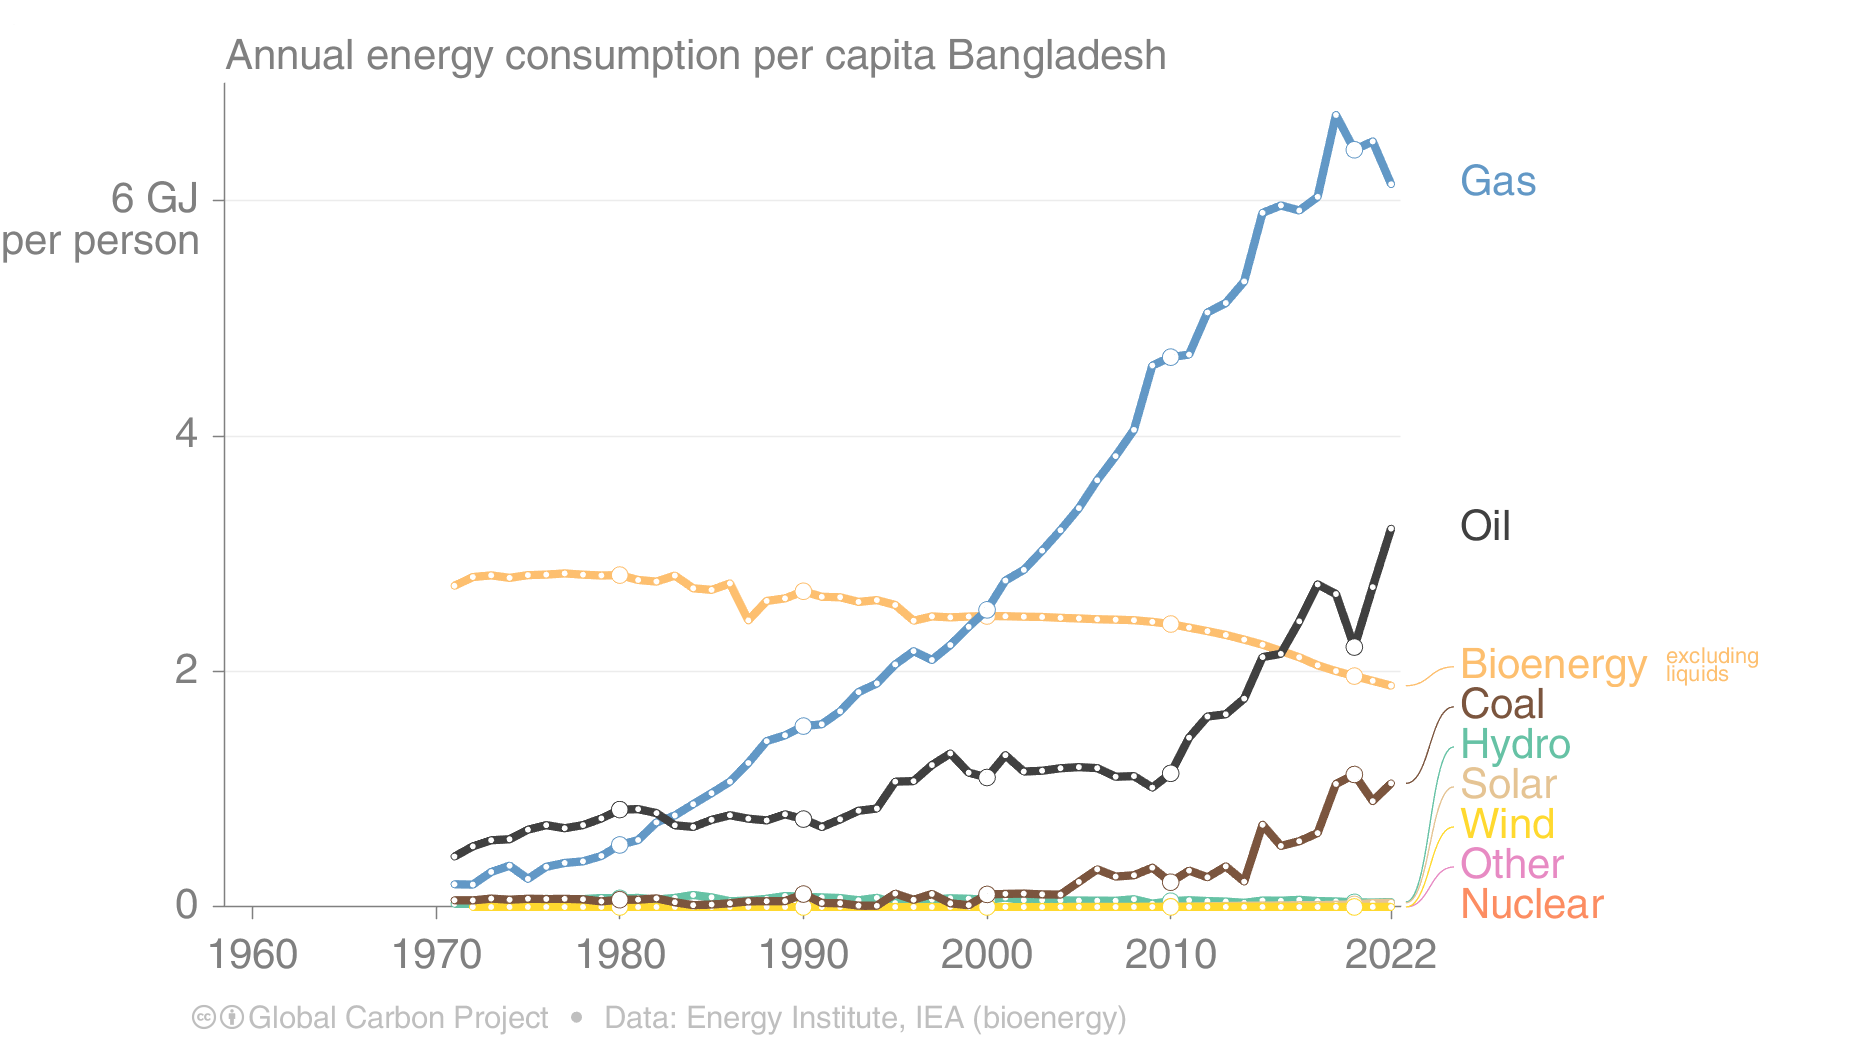 Annual energy consumption per capita Bangladesh
6 GJ
per person
4
2
0
1960 1970 1980 1990 2000 2010 2022
Gas
Oil
Bioenergy excluding
liquids
Coal
Hydro
Solar
Wind
Other
Nuclear
cc Global Carbon Project • Data: Energy Institute, IEA (bioenergy)